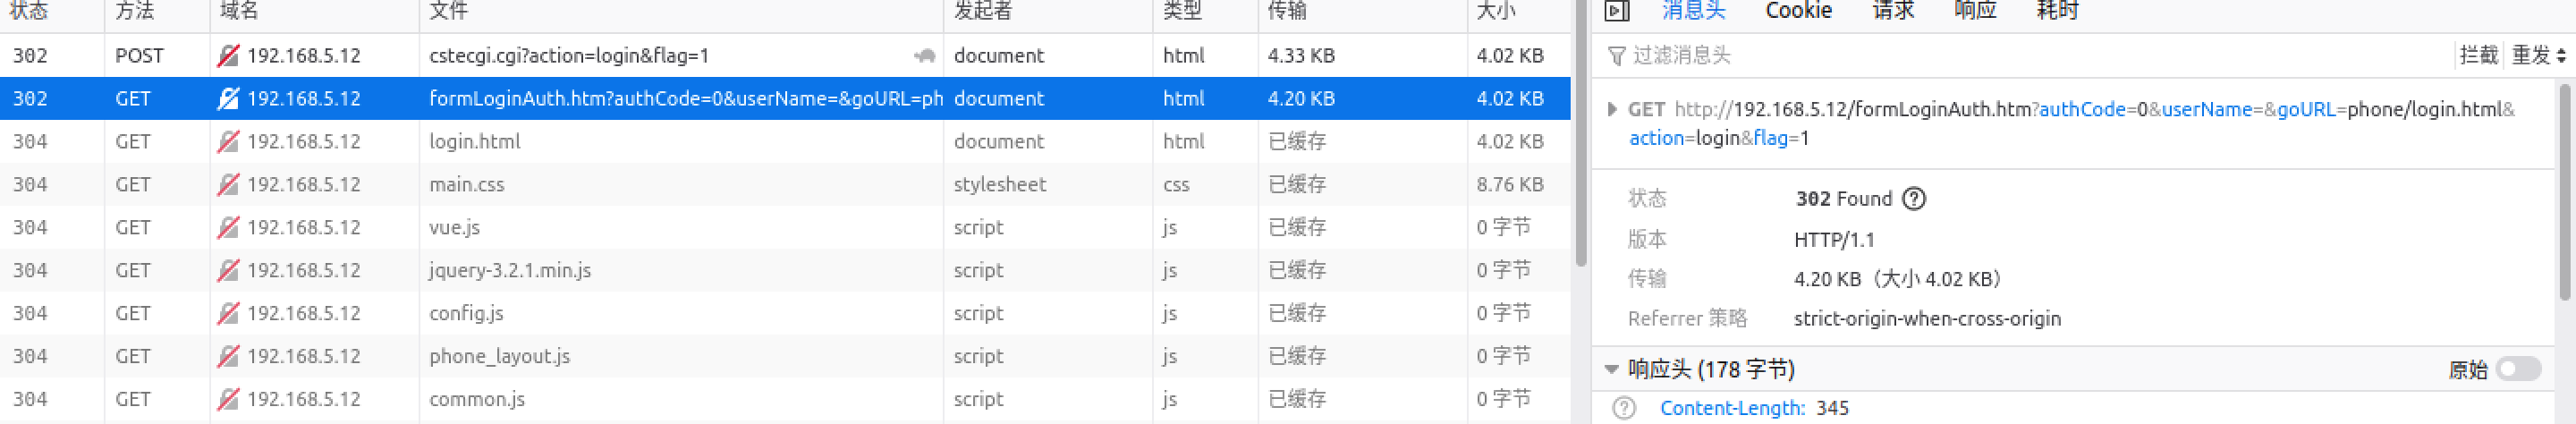 状态 方法 域名 文件 发起者 类型 传输 大小
302 POST 192.168.5.12 cstecgi.cgi?action=login&flag=1 document html 4.33 KB 4.02 KB
302 GET 192.168.5.12 formLoginAuth.htm?authCode=0&userName=&goURL=ph document html 4.20 KB 4.02 KB
304 GET 192.168.5.12 login.html document html 已缓存 4.02 KB
304 GET 192.168.5.12 main.css stylesheet css 已缓存 8.76 KB
304 GET 192.168.5.12 vue.js script js 已缓存 0 字节
304 GET 192.168.5.12 jquery-3.2.1.min.js script js 已缓存 0 字节
304 GET 192.168.5.12 config.js script js 已缓存 0 字节
304 GET 192.168.5.12 phone_layout.js script js 已缓存 0 字节
304 GET 192.168.5.12 common.js script js 已缓存 0 字节
消息头 Cookie 请求 响应 耗时
过滤消息头 拦截 重发
GET http://192.168.5.12/formLoginAuth.htm?authCode=0&userName=&goURL=phone/login.html&
action=login&flag=1
状态 302 Found
版本 HTTP/1.1
传输 4.20 KB（大小 4.02 KB）
Referrer 策略 strict-origin-when-cross-origin
响应头 (178 字节) 原始
Content-Length: 345